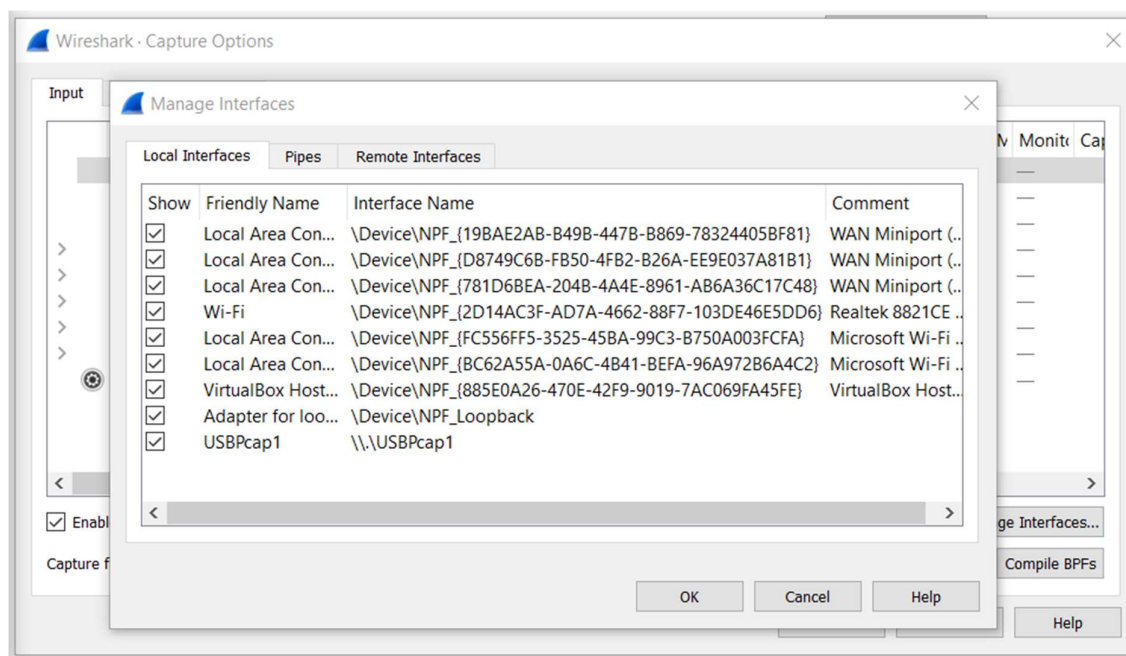 Wireshark · Capture Options
Input
Manage Interfaces
Monito Cap
Local Interfaces Pipes Remote Interfaces
Show Friendly Name Interface Name Comment
Local Area Con... \Device\NPF_{19BAE2AB-B49B-447B-B869-78324405BF81} WAN Miniport (..
Local Area Con... \Device\NPF_{D8749C6B-FB50-4FB2-B26A-EE9E037A81B1} WAN Miniport (..
Local Area Con... \Device\NPF_{781D6BEA-204B-4A4E-8961-AB6A36C17C48} WAN Miniport (..
Wi-Fi \Device\NPF_{2D14AC3F-AD7A-4662-88F7-103DE46E5DD6} Realtek 8821CE ..
Local Area Con... \Device\NPF_{FC556FF5-3525-45BA-99C3-B750A003FCFA} Microsoft Wi-Fi ..
Local Area Con... \Device\NPF_{BC62A55A-0A6C-4B41-BEFA-96A972B6A4C2} Microsoft Wi-Fi ..
VirtualBox Host... \Device\NPF_{885E0A26-470E-42F9-9019-7AC069FA45FE} VirtualBox Host...
Adapter for loo... \Device\NPF_Loopback
USBPcap1 \\.\USBPcap1
Enabl ge Interfaces...
Capture f Compile BPFs
OK Cancel Help
Help